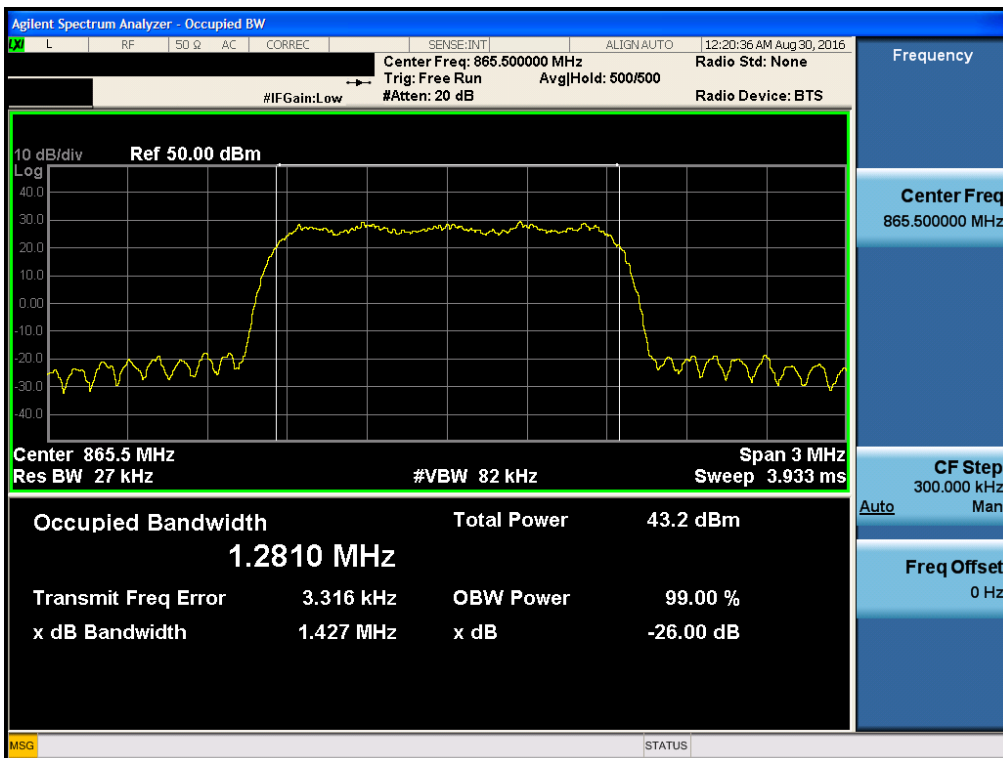 Agilent Spectrum Analyzer - Occupied BW
LXI L RF 50 Ω AC CORREC SENSE:INT ALIGN AUTO 12:20:36 AM Aug 30, 2016
Center Freq: 865.500000 MHz Radio Std: None
Trig: Free Run Avg|Hold: 500/500
#IFGain:Low #Atten: 20 dB Radio Device: BTS
10 dB/div Ref 50.00 dBm
Log
40.0
30.0
20.0
10.0
0.00
-10.0
-20.0
-30.0
-40.0
Center 865.5 MHz Span 3 MHz
Res BW 27 kHz #VBW 82 kHz Sweep 3.933 ms
Occupied Bandwidth Total Power 43.2 dBm
1.2810 MHz
Transmit Freq Error 3.316 kHz OBW Power 99.00 %
x dB Bandwidth 1.427 MHz x dB -26.00 dB
Frequency
Center Freq
865.500000 MHz
CF Step
300.000 kHz
Auto Man
Freq Offset
0 Hz
MSG STATUS